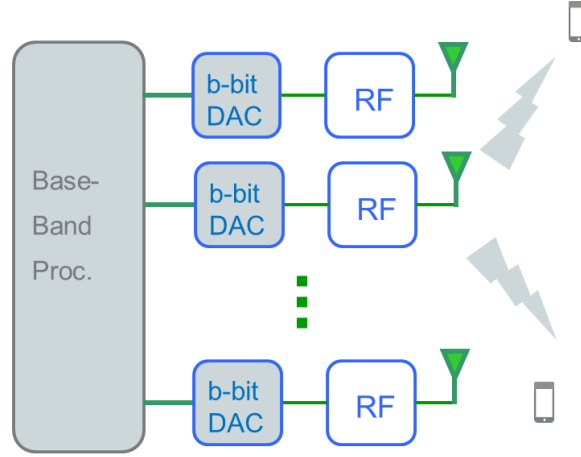 Base-
Band
Proc.
b-bit
DAC
RF
b-bit
DAC
RF
b-bit
DAC
RF